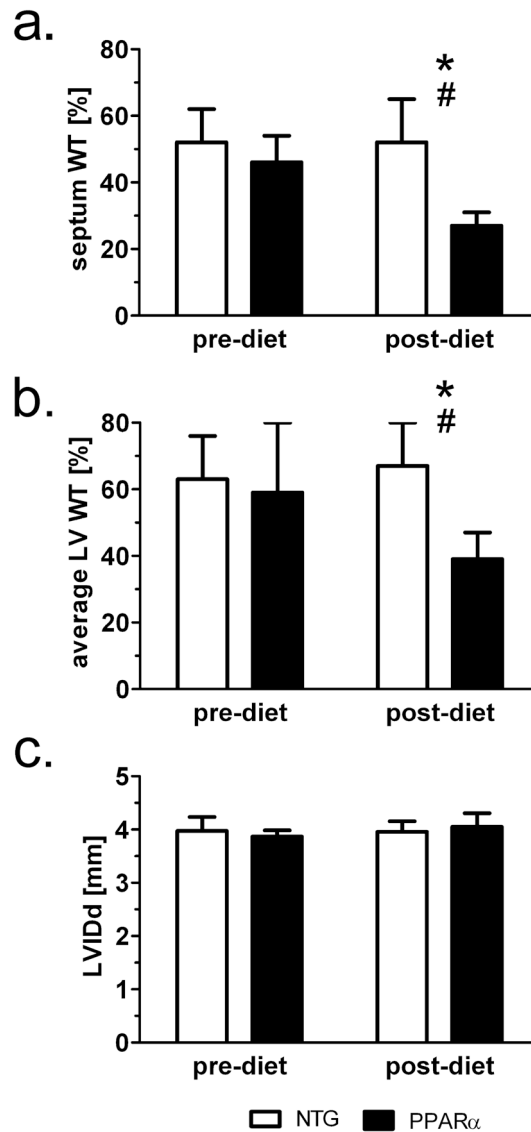 a.
septum WT [%]
80
60
40
20
0
*
#
pre-diet post-diet
b.
average LV WT [%]
80
60
40
20
0
*
#
pre-diet post-diet
c.
LVIDd [mm]
5
4
3
2
1
0
pre-diet post-diet
NTG PPARα